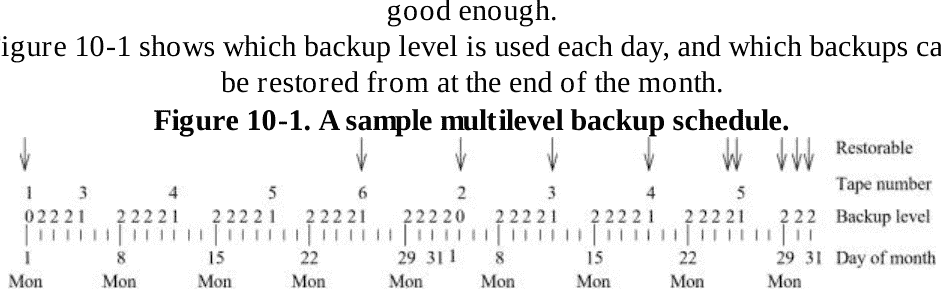 good enough.
igure 10-1 shows which backup level is used each day, and which backups ca
be restored from at the end of the month.
Figure 10-1. A sample multilevel backup schedule.
Restorable
1 3 4 5 6 2 3 4 5 Tape number
0 2 2 2 1 2 2 2 2 1 2 2 2 2 1 2 2 2 2 1 2 2 2 2 0 2 2 2 2 1 2 2 2 2 1 2 2 2 2 1 2 2 2 Backup level
1 8 15 22 29 31 1 8 15 22 29 31 Day of month
Mon Mon Mon Mon Mon Mon Mon Mon Mon